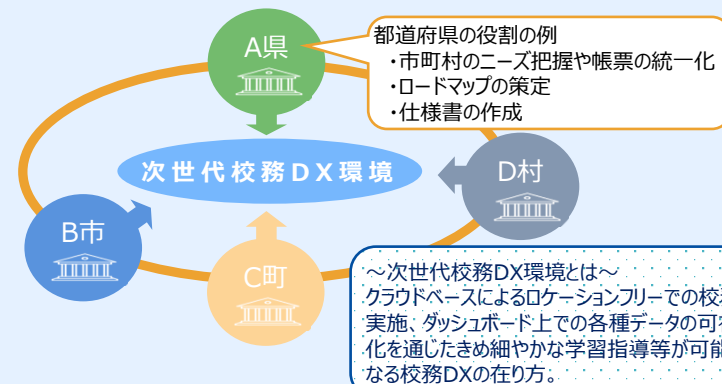 A県
都道府県の役割の例
・市町村のニーズ把握や帳票の統一化
・ロードマップの策定
・仕様書の作成
次世代校務DX環境
D村
B市
C町
～次世代校務DX環境とは～
クラウドベースによるロケーションフリーでの校
実施、ダッシュボード上での各種データの可
化を通したきめ細やかな学習指導等が可能
なる校務DXの在り方。